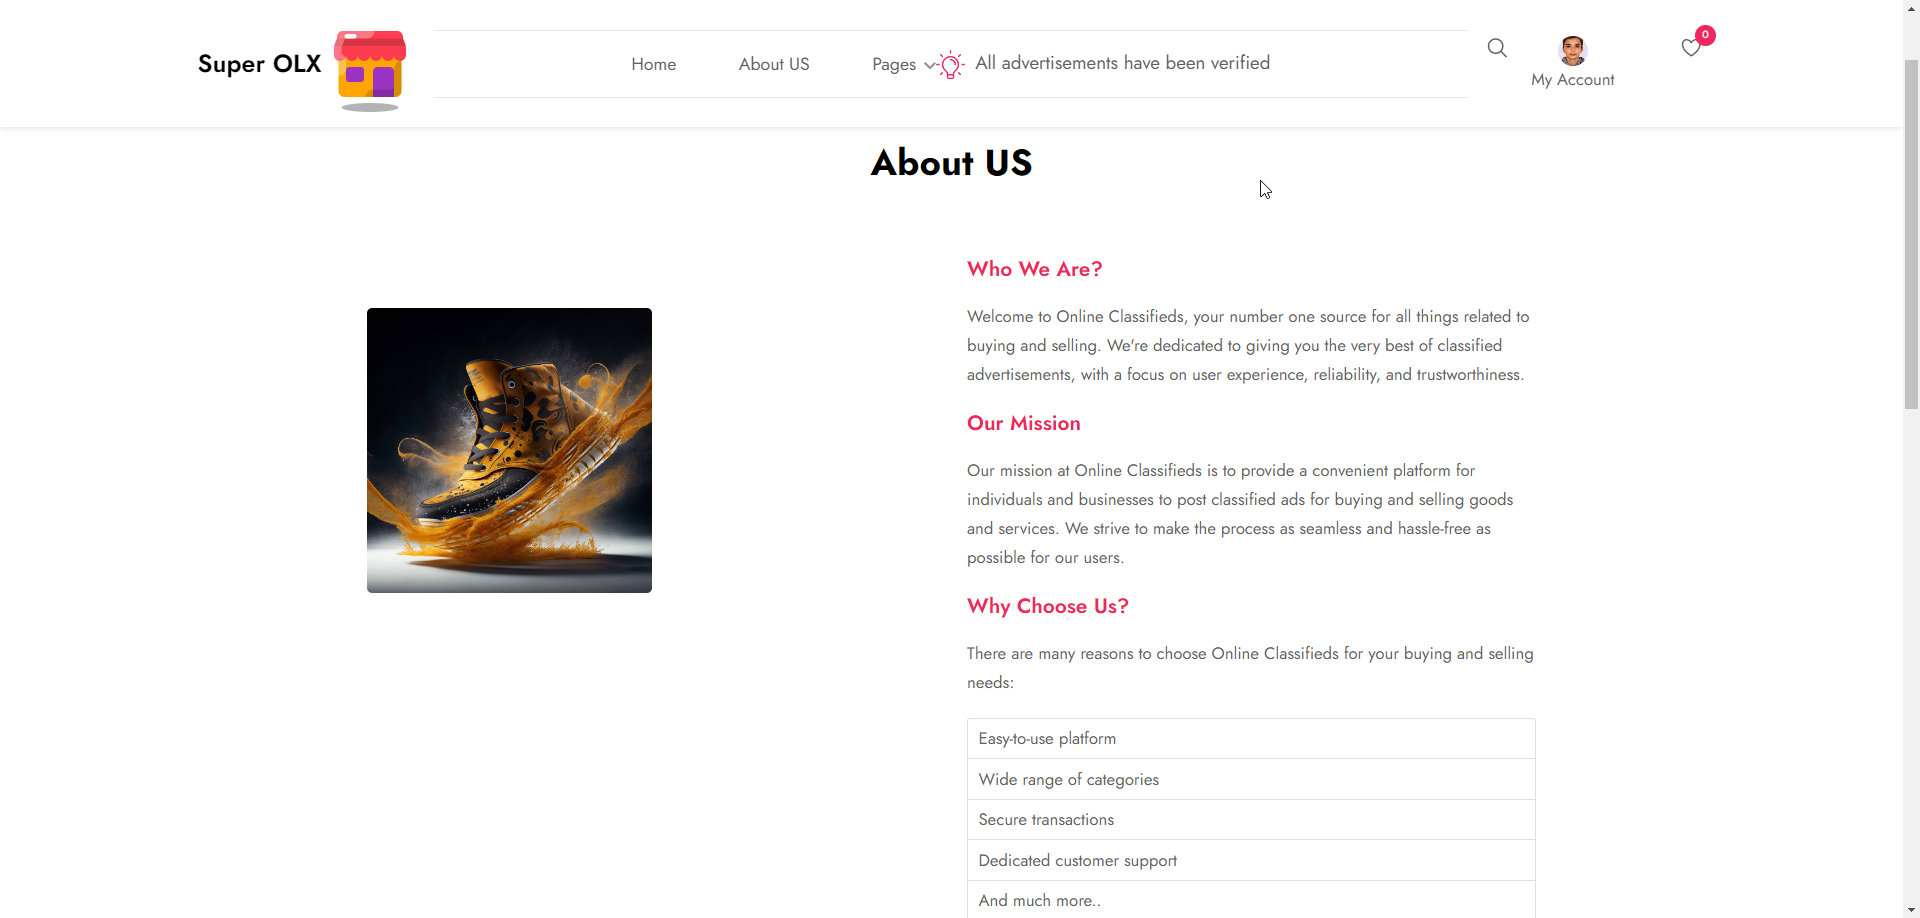 Super OLX
Home
About US
Pages
All advertisements have been verified
My Account
0
About US
Who We Are?
Welcome to Online Classifieds, your number one source for all things related to
buying and selling. We're dedicated to giving you the very best of classified
advertisements, with a focus on user experience, reliability, and trustworthiness.
Our Mission
Our mission at Online Classifieds is to provide a convenient platform for
individuals and businesses to post classified ads for buying and selling goods
and services. We strive to make the process as seamless and hassle-free as
possible for our users.
Why Choose Us?
There are many reasons to choose Online Classifieds for your buying and selling
needs:
Easy-to-use platform
Wide range of categories
Secure transactions
Dedicated customer support
And much more..